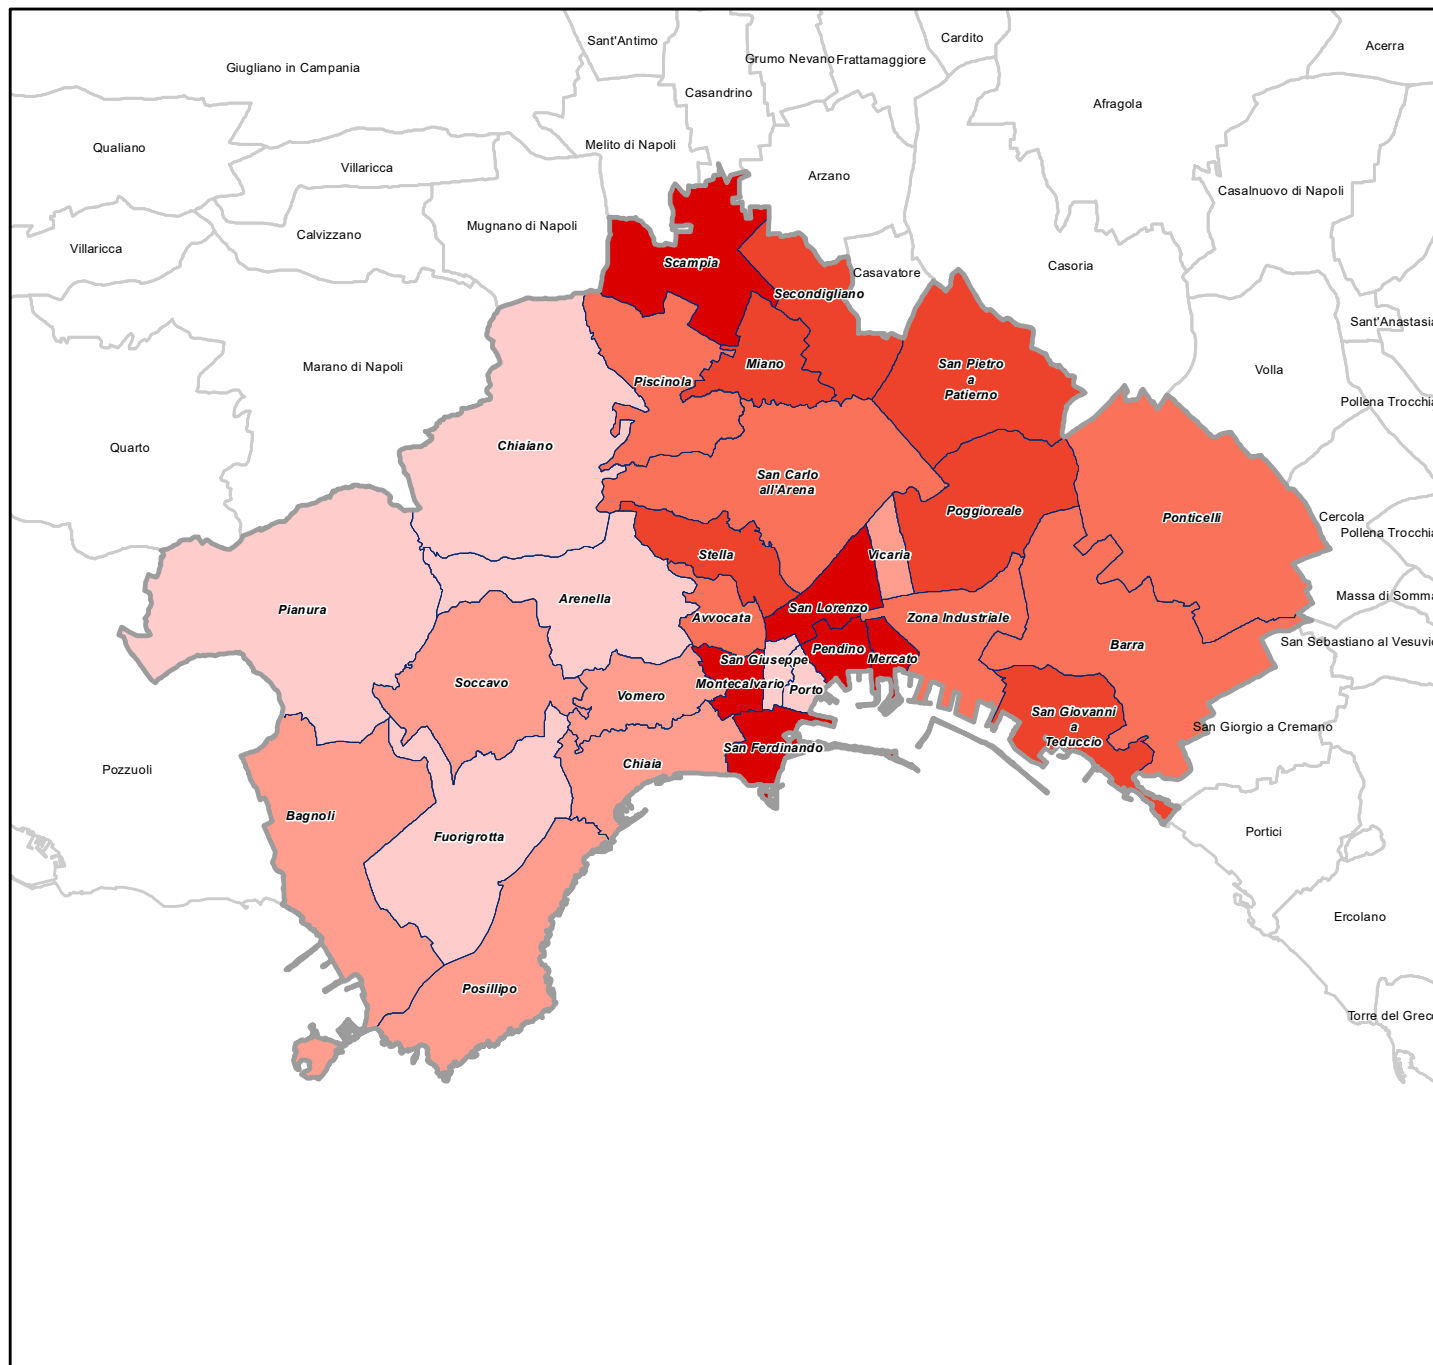 Sant'Antimo
Cardito
Acerra
Giugliano in Campania
Grumo Nevano
Frattamaggiore
Casandrino
Afragola
Qualiano
Melito di Napoli
Villaricca
Arzano
Casalnuovo di Napoli
Villaricca
Calvizzano
Mugnano di Napoli
Scampia
Casavatore
Casoria
Secondigliano
Sant'Anastasia
Marano di Napoli
Miano
San Pietro
a
Patierno
Volla
Piscinola
Pollena Trocchia
Quarto
Chiaiano
San Carlo
all'Arena
Poggioreale
Ponticelli
Cercola
Pollena Trocchia
Stella
Vicaria
Massa di Somma
Pianura
Arenella
San Lorenzo
Avvocata
Zona Industriale
Barra
San Sebastiano al Vesuvio
Pendino
San Giuseppe
Mercato
Soccavo
Montecalvario
Porto
Vomero
San Giovanni
a
Teduccio
San Giorgio a Cremano
San Ferdinando
Pozzuoli
Chiaia
Bagnoli
Fuorigrotta
Portici
Ercolano
Posillipo
Torre del Greco